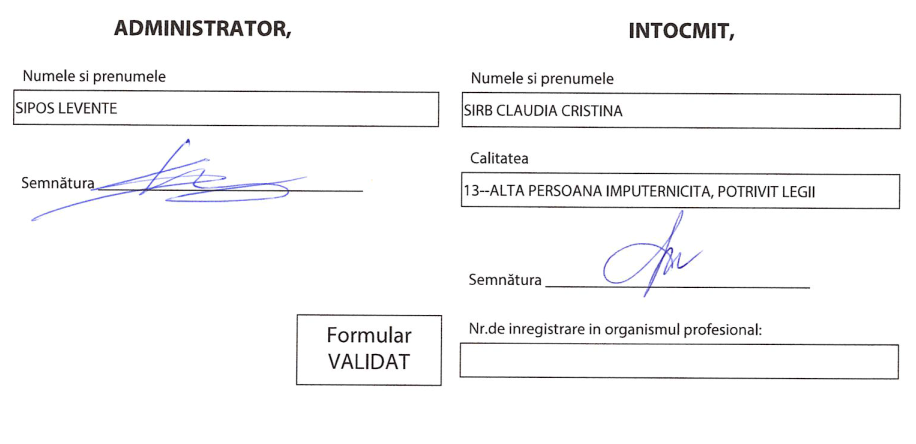 ADMINISTRATOR,
Numele si prenumele
SIPOS LEVENTE
Semnătura
Formular
VALIDAT
INTOCMIT,
Numele si prenumele
SIRB CLAUDIA CRISTINA
Calitatea
13--ALTA PERSOANA IMPUTERNICITA, POTRIVIT LEGII
Semnătura
Nr.de inregistrare in organismul profesional: